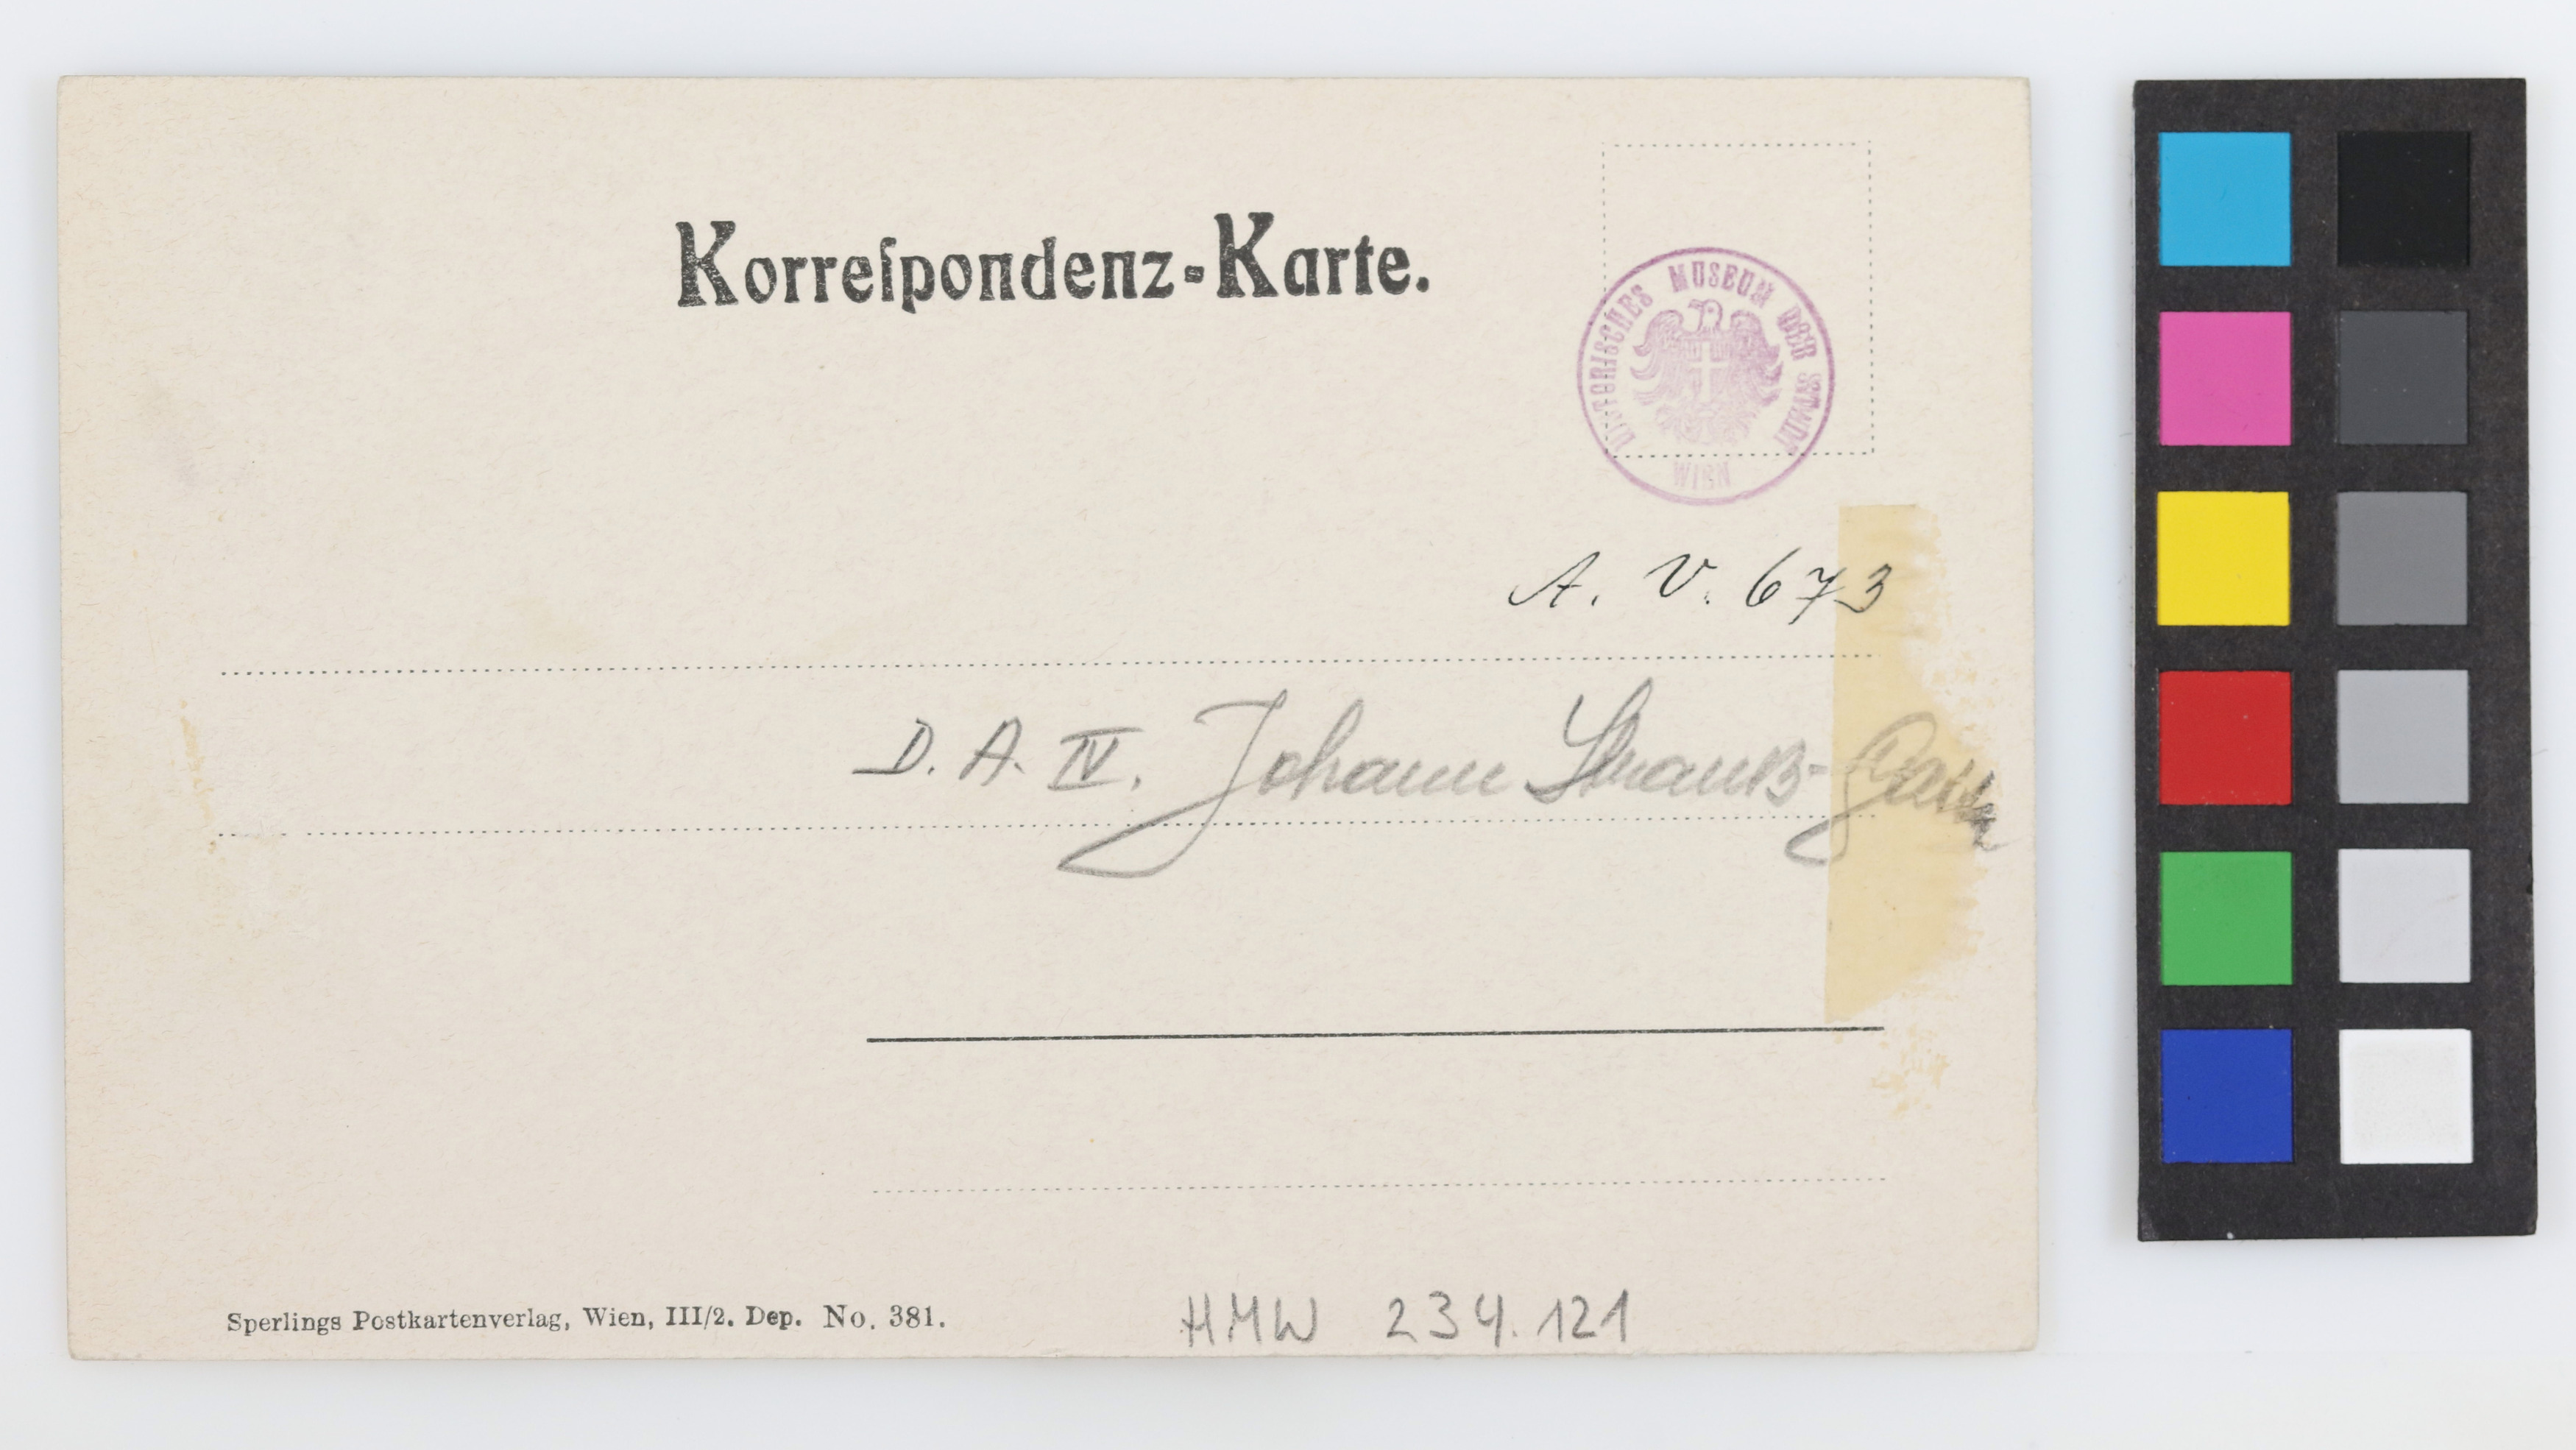 Korreſpondenz-Karte.
HISTORISCHES MUSEUM DER STADT
WIEN
A. V. 673
D. A. IV. Johann Strauß-Gasse
Sperlings Postkartenverlag, Wien, III/2. Dep. No. 381.
HMW 234.121